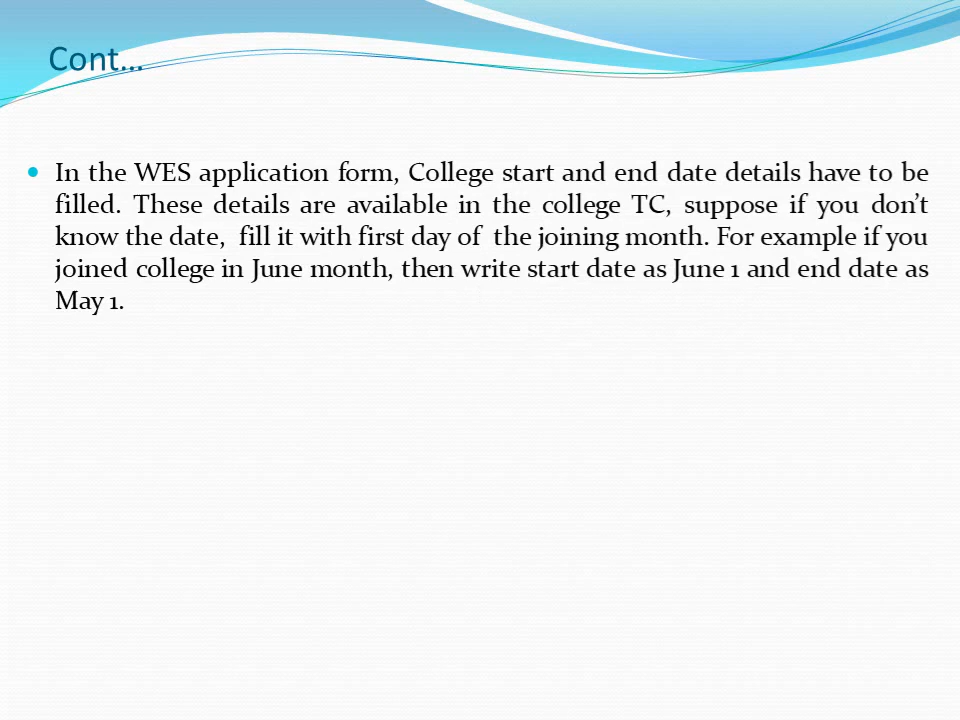 Cont...
• In the WES application form, College start and end date details have to be
filled. These details are available in the college TC, suppose if you don’t
know the date,  fill it with first day of  the joining month. For example if you
joined college in June month, then write start date as June 1 and end date as
May 1.